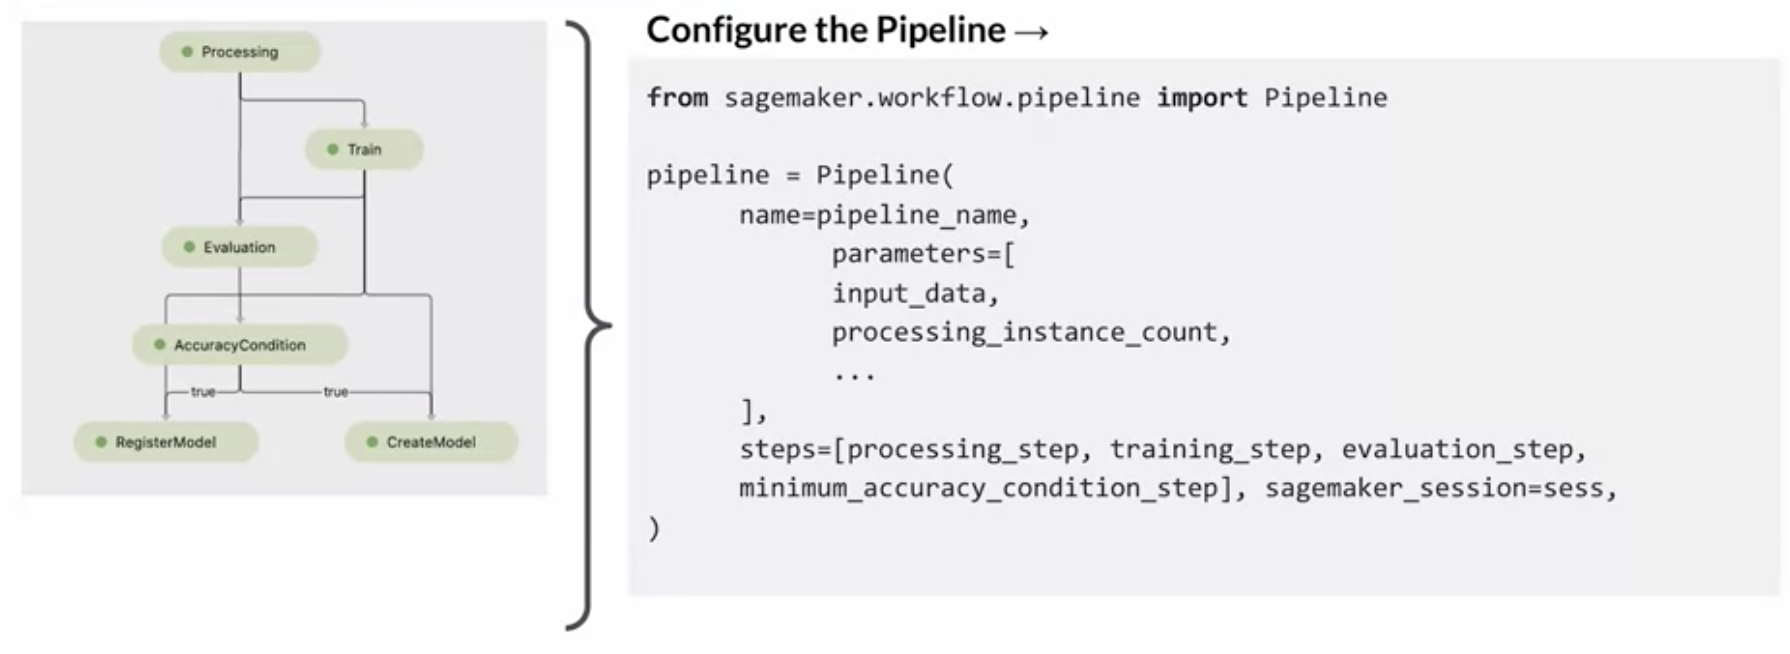 Processing
Train
Evaluation
AccuracyCondition
true true
RegisterModel CreateModel
Configure the Pipeline →
from sagemaker.workflow.pipeline import Pipeline
pipeline = Pipeline(
name=pipeline_name,
parameters=[
input_data,
processing_instance_count,
...
],
steps=[processing_step, training_step, evaluation_step,
minimum_accuracy_condition_step], sagemaker_session=sess,
)